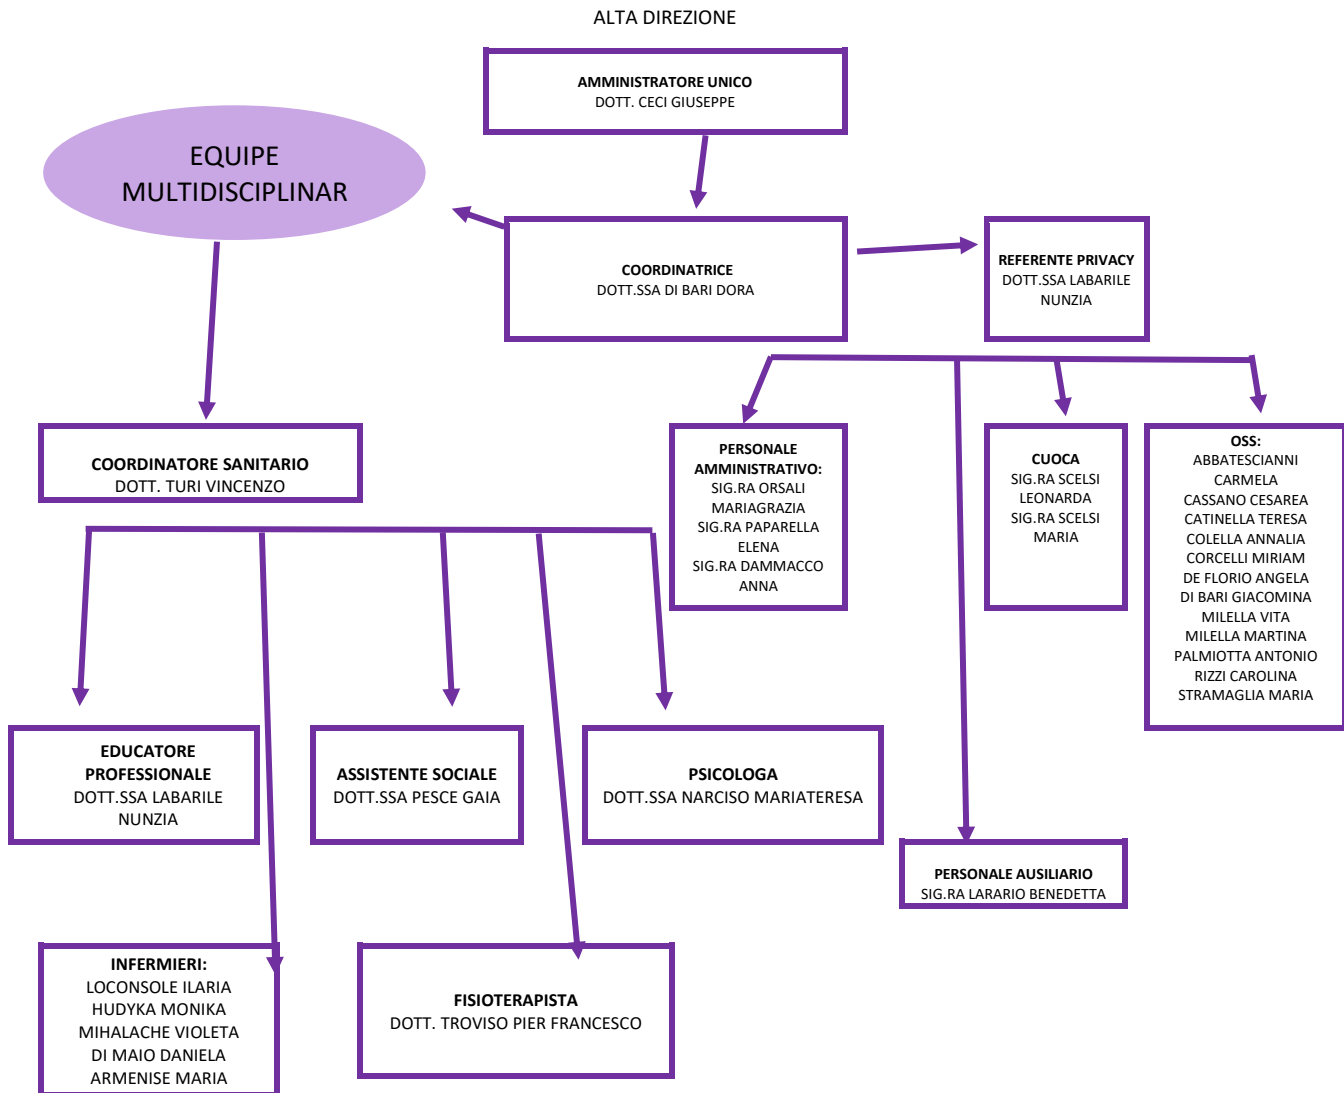 ALTA DIREZIONE
AMMINISTRATORE UNICO
DOTT. CECI GIUSEPPE
EQUIPE
MULTIDISCIPLINAR
COORDINATRICE
DOTT.SSA DI BARI DORA
REFERENTE PRIVACY
DOTT.SSA LABARILE
NUNZIA
COORDINATORE SANITARIO
DOTT. TURI VINCENZO
PERSONALE
AMMINISTRATIVO:
SIG.RA ORSALI
MARIAGRAZIA
SIG.RA PAPARELLA
ELENA
SIG.RA DAMMACCO
ANNA
CUOCA
SIG.RA SCELSI
LEONARDA
SIG.RA SCELSI
MARIA
OSS:
ABBATESCIANNI
CARMELA
CASSANO CESAREA
CATINELLA TERESA
COLELLA ANNALIA
CORCELLI MIRIAM
DE FLORIO ANGELA
DI BARI GIACOMINA
MILELLA VITA
MILELLA MARTINA
PALMIOTTA ANTONIO
RIZZI CAROLINA
STRAMAGLIA MARIA
EDUCATORE
PROFESSIONALE
DOTT.SSA LABARILE
NUNZIA
ASSISTENTE SOCIALE
DOTT.SSA PESCE GAIA
PSICOLOGA
DOTT.SSA NARCISO MARIATERESA
PERSONALE AUSILIARIO
SIG.RA LARARIO BENEDETTA
INFERMIERI:
LOCONSOLE ILARIA
HUDYKA MONIKA
MIHALACHE VIOLETA
DI MAIO DANIELA
ARMENISE MARIA
FISIOTERAPISTA
DOTT. TROVISO PIER FRANCESCO